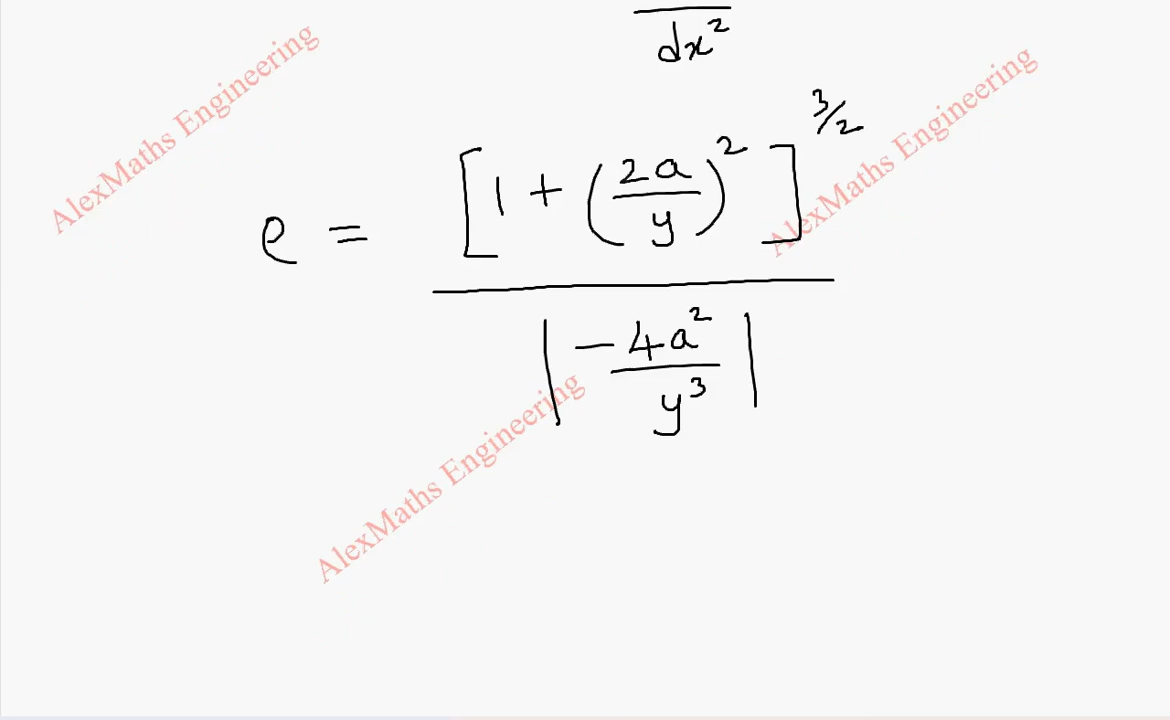 dx²
ρ = [1 + (2a/y)²]^3/2 / |-4a²/y³|
AlexMaths Engineering
AlexMaths Engineering
AlexMaths Engineering